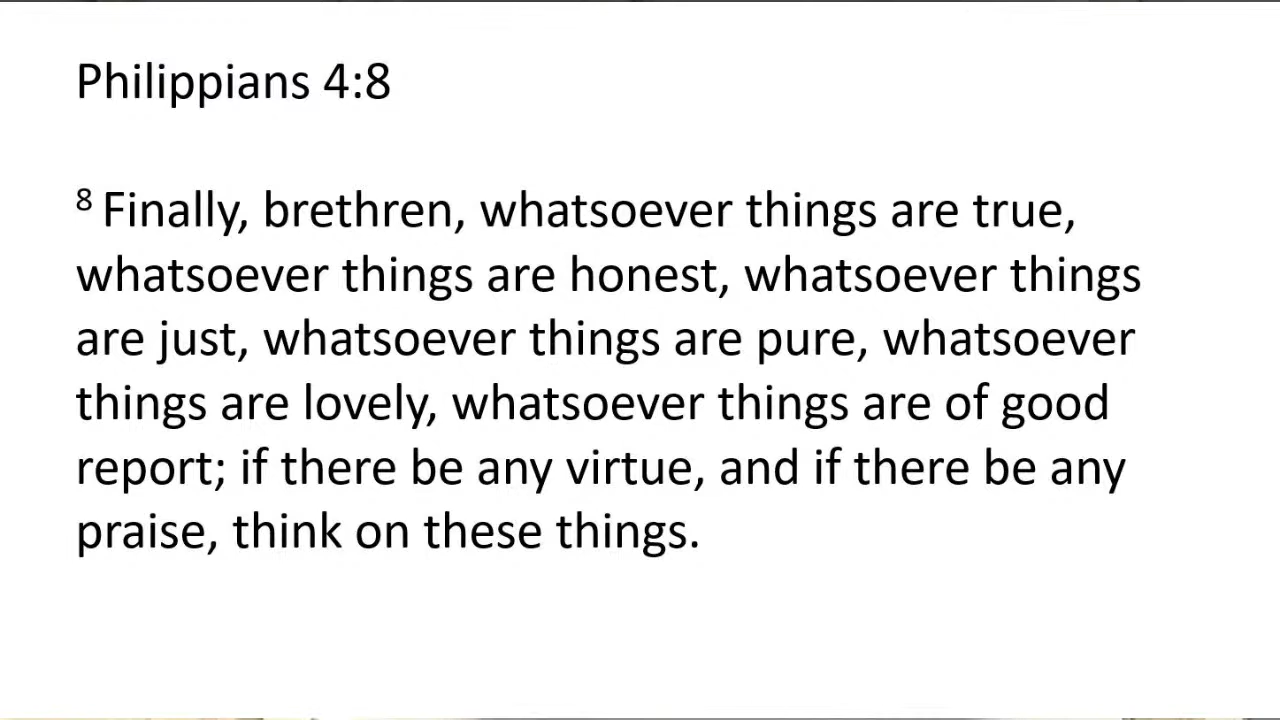 Philippians 4:8
8 Finally, brethren, whatsoever things are true,
whatsoever things are honest, whatsoever things
are just, whatsoever things are pure, whatsoever
things are lovely, whatsoever things are of good
report; if there be any virtue, and if there be any
praise, think on these things.